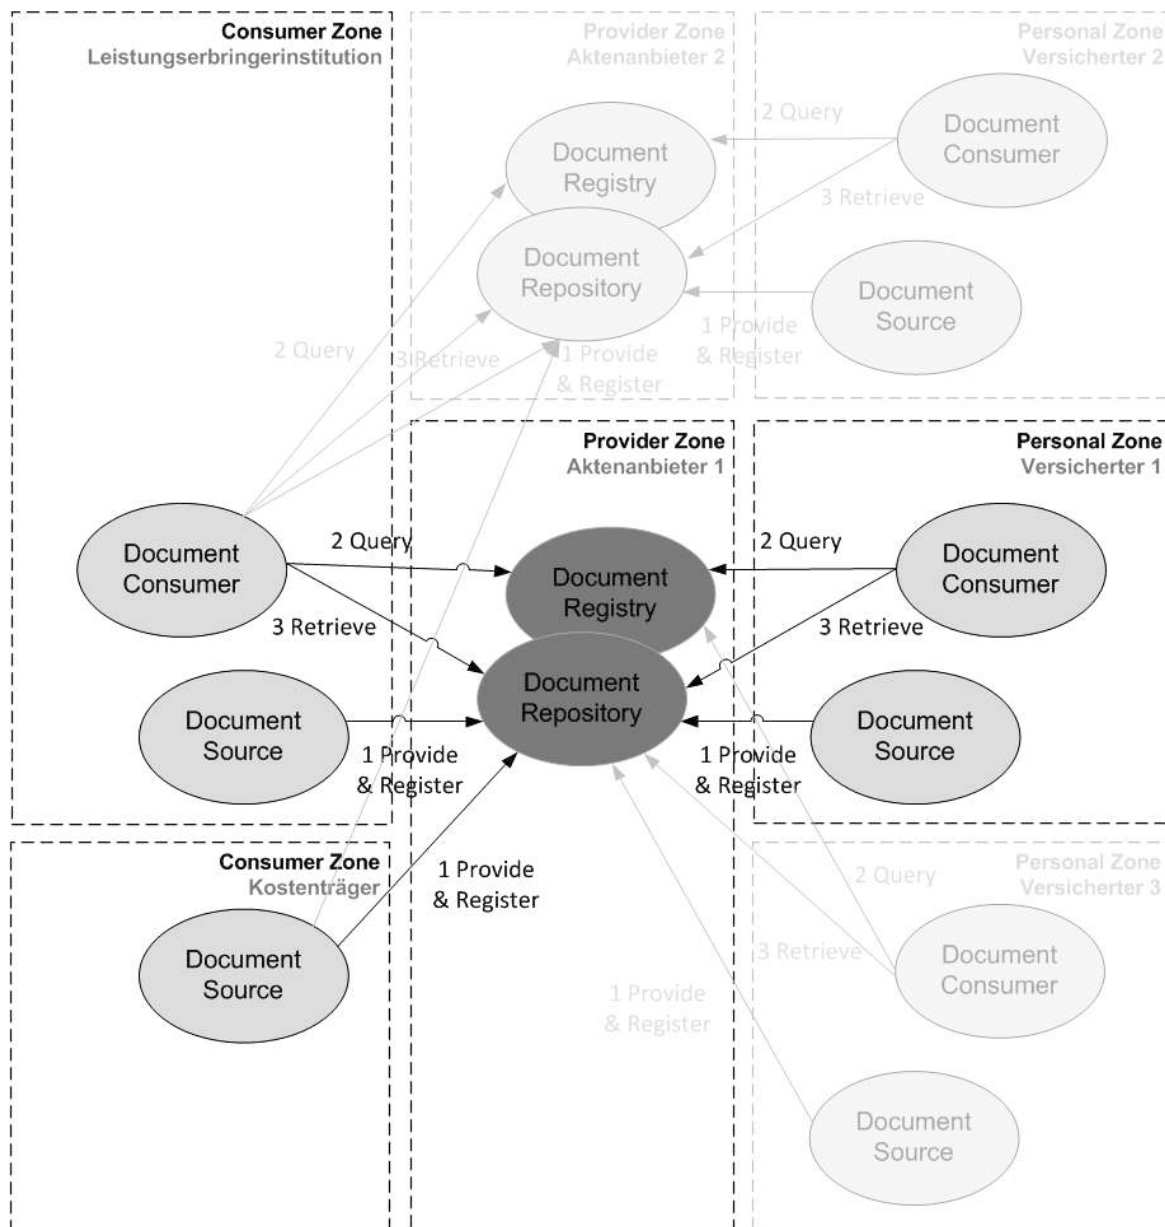 Consumer Zone
Leistungserbringerinstitution
Provider Zone
Aktenanbieter 2
Personal Zone
Versicherter 2
Document
Registry
2 Query
Document
Consumer
3 Retrieve
Document
Repository
Document
Source
2 Query
3 Retrieve
1 Provide
& Register
1 Provide
& Register
Provider Zone
Aktenanbieter 1
Personal Zone
Versicherter 1
Document
Consumer
2 Query
3 Retrieve
Document
Registry
2 Query
Document
Consumer
3 Retrieve
Document
Source
Document
Repository
Document
Source
1 Provide
& Register
1 Provide
& Register
Consumer Zone
Kostenträger
1 Provide
& Register
Document
Source
Personal Zone
Versicherter 3
2 Query
3 Retrieve
Document
Consumer
1 Provide
& Register
Document
Source